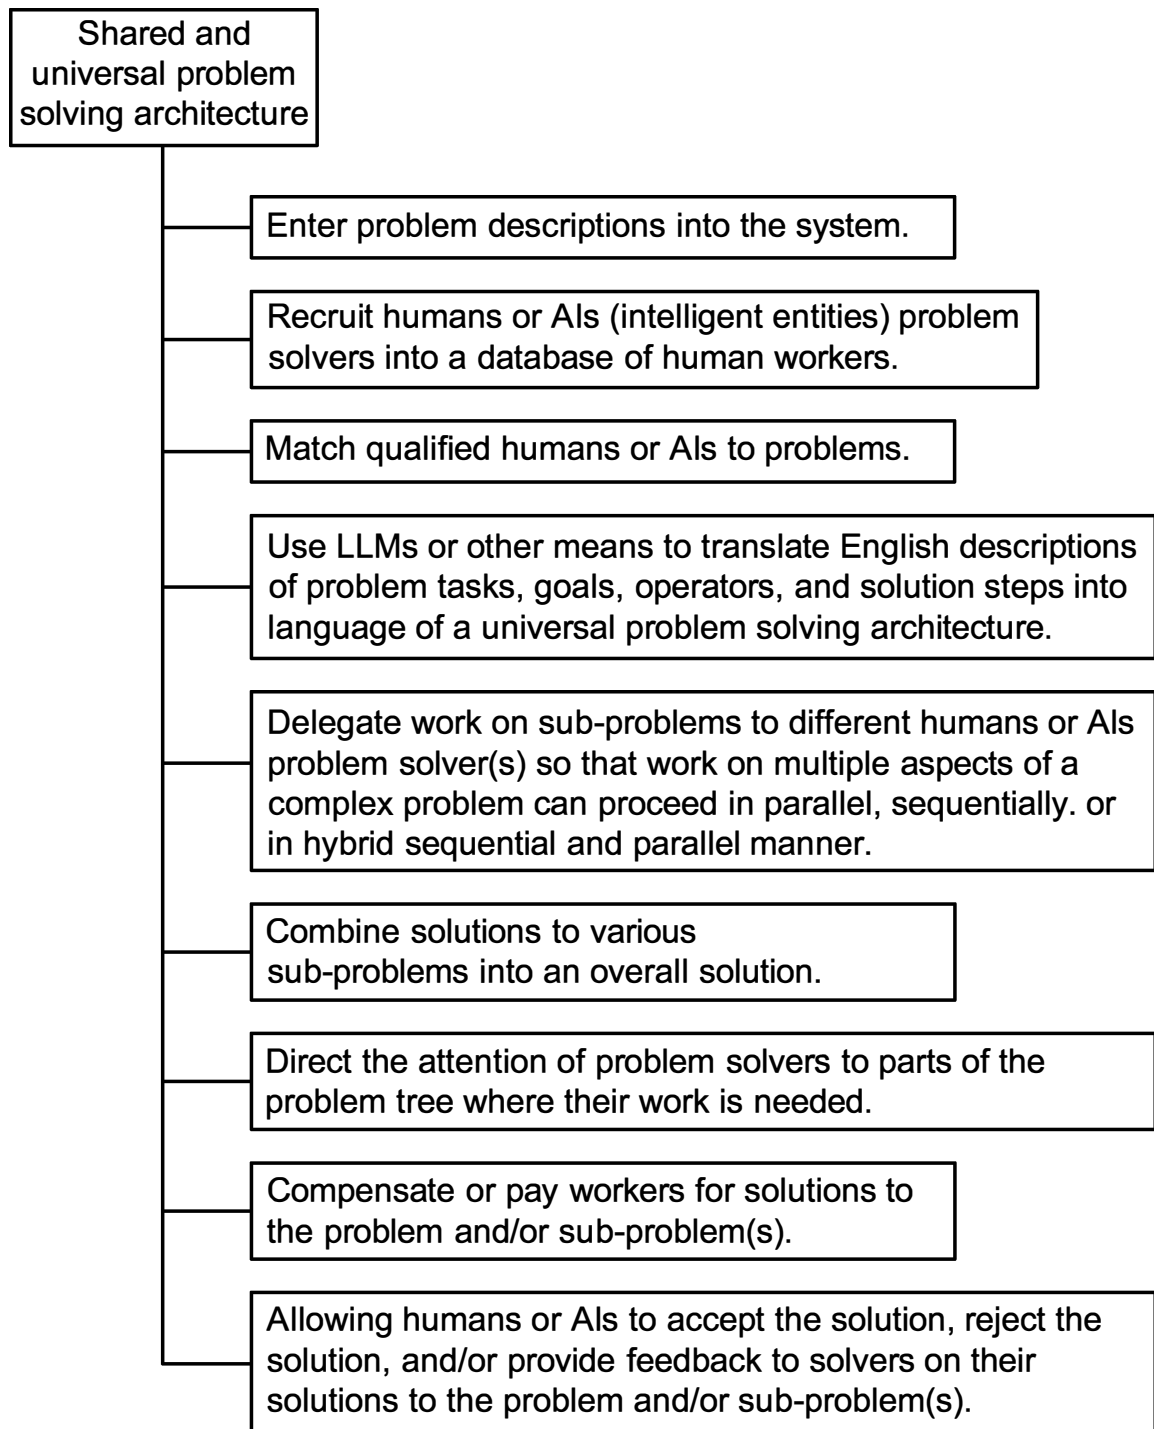 Shared and
universal problem
solving architecture
Enter problem descriptions into the system.
Recruit humans or AIs (intelligent entities) problem
solvers into a database of human workers.
Match qualified humans or AIs to problems.
Use LLMs or other means to translate English descriptions
of problem tasks, goals, operators, and solution steps into
language of a universal problem solving architecture.
Delegate work on sub-problems to different humans or AIs
problem solver(s) so that work on multiple aspects of a
complex problem can proceed in parallel, sequentially. or
in hybrid sequential and parallel manner.
Combine solutions to various
sub-problems into an overall solution.
Direct the attention of problem solvers to parts of the
problem tree where their work is needed.
Compensate or pay workers for solutions to
the problem and/or sub-problem(s).
Allowing humans or AIs to accept the solution, reject the
solution, and/or provide feedback to solvers on their
solutions to the problem and/or sub-problem(s).